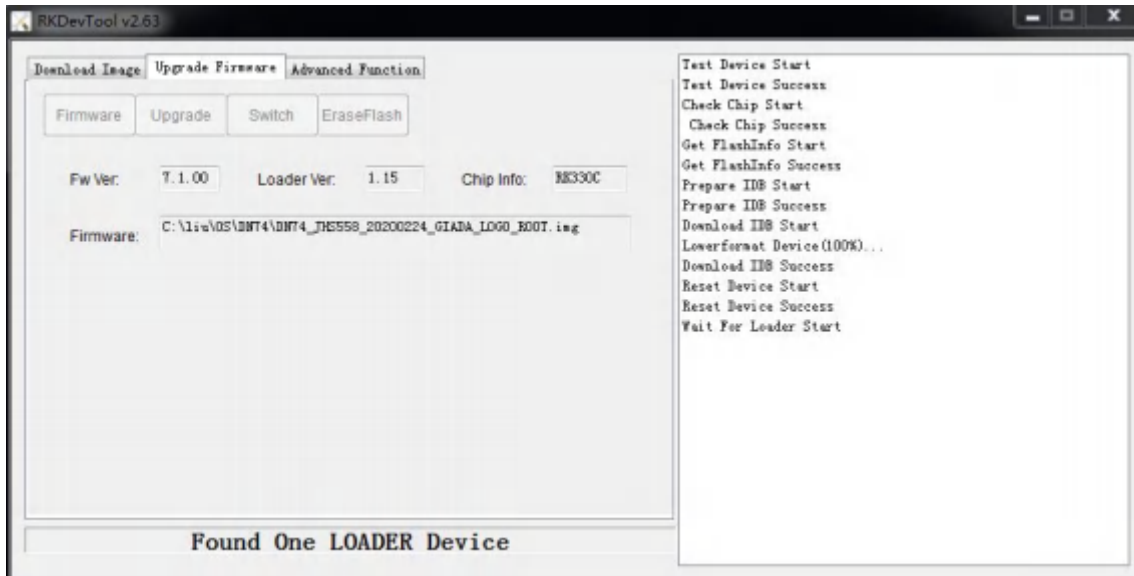 RKDevTool v2.63
Download Image Upgrade Firmware Advanced Function
Firmware Upgrade Switch EraseFlash
Fw Ver: 7.1.00 Loader Ver: 1.15 Chip Info: RK330C
Firmware: C:\liu\OS\DN74\DN74_JHS558_20200224_GIADA_LOGO_ROOT.img
Found One LOADER Device
Test Device Start
Test Device Success
Check Chip Start
Check Chip Success
Get FlashInfo Start
Get FlashInfo Success
Prepare IDB Start
Prepare IDB Success
Download IDB Start
Lowerformat Device(100%)...
Download IDB Success
Reset Device Start
Reset Device Success
Wait For Loader Start